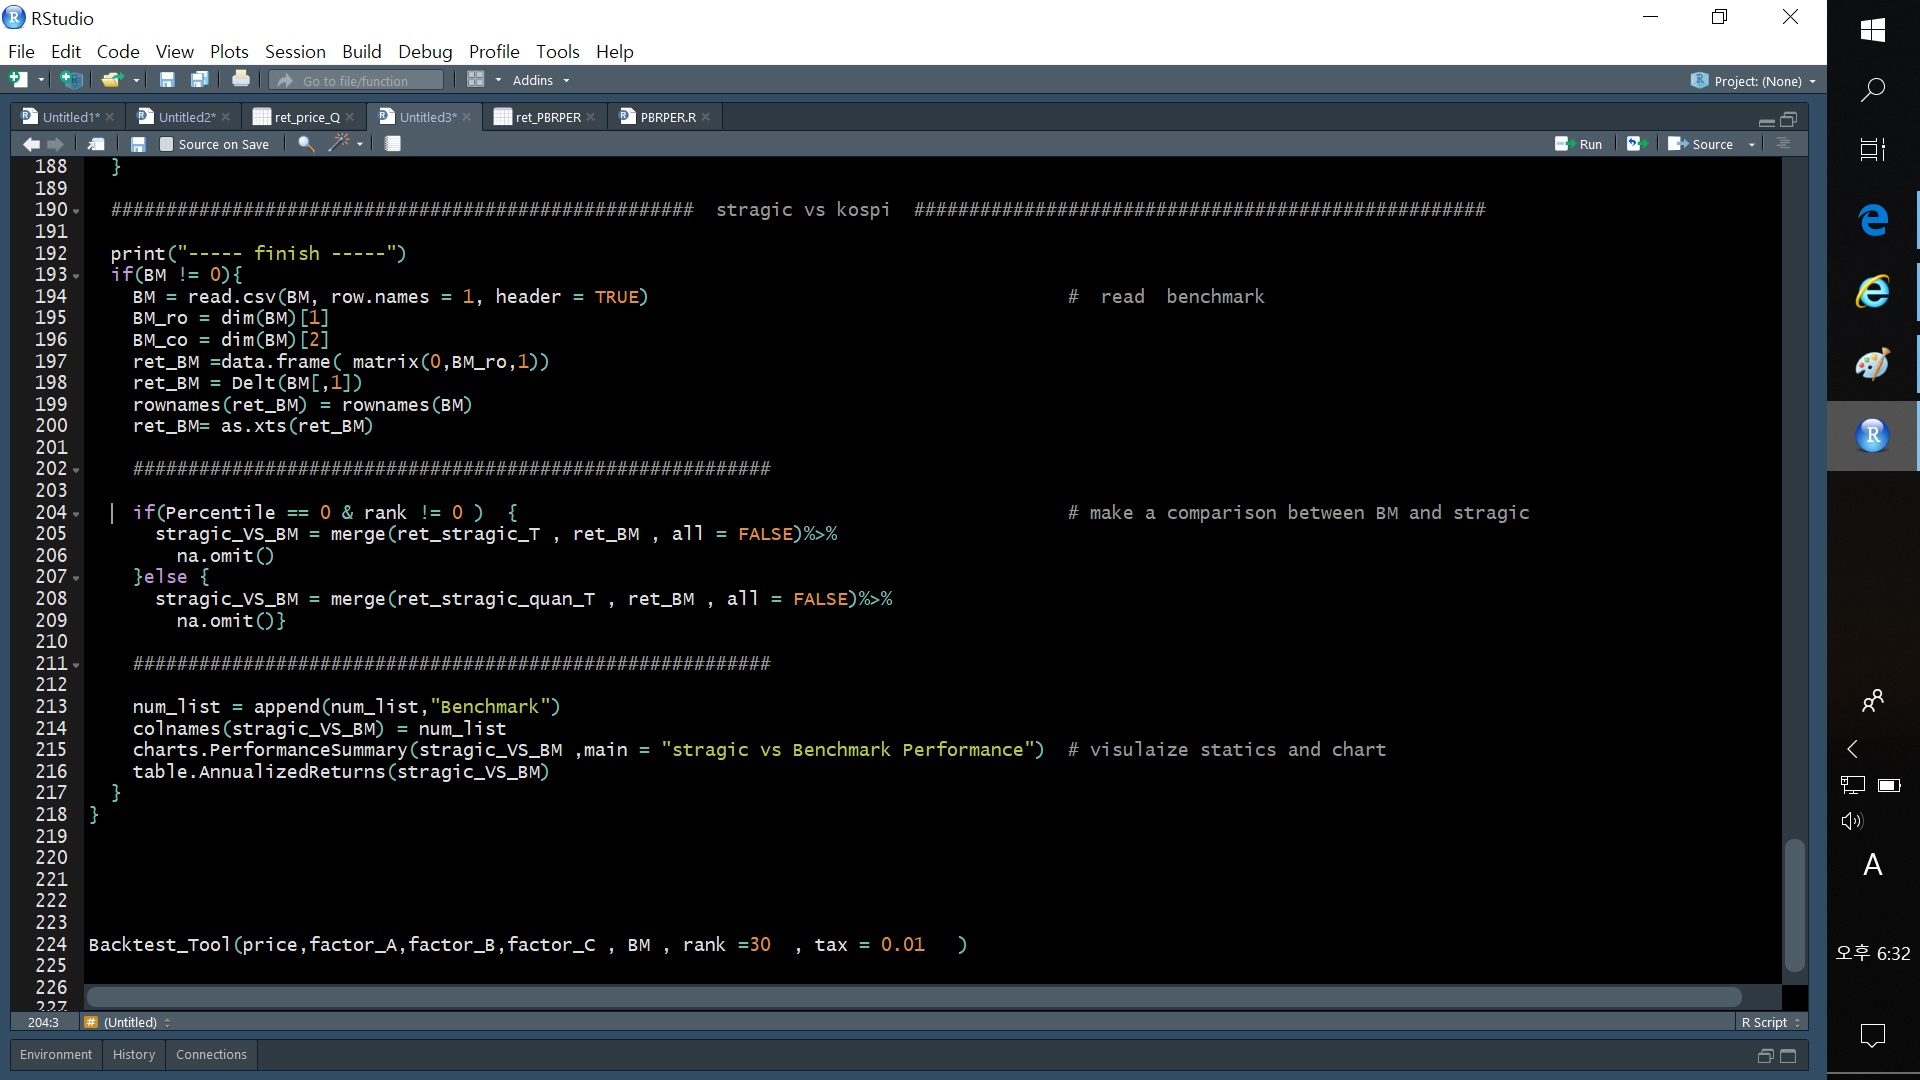 RStudio
File Edit Code View Plots Session Build Debug Profile Tools Help
Go to file/function Addins Project: (None)
Untitled1* Untitled2* ret_price_Q Untitled3* ret_PBRPER PBRPER.R
Source on Save Run Source
188 }
189
190 ##################################################### stragic vs kospi ####################################################
191
192 print("----- finish -----")
193 if(BM != 0){
194 BM = read.csv(BM, row.names = 1, header = TRUE) # read benchmark
195 BM_ro = dim(BM)[1]
196 BM_co = dim(BM)[2]
197 ret_BM =data.frame( matrix(0,BM_ro,1))
198 ret_BM = Delt(BM[,1])
199 rownames(ret_BM) = rownames(BM)
200 ret_BM= as.xts(ret_BM)
201
202 ##########################################################
203
204 if(Percentile == 0 & rank != 0 ) { # make a comparison between BM and stragic
205 stragic_VS_BM = merge(ret_stragic_T , ret_BM , all = FALSE)%>%
206 na.omit()
207 }else {
208 stragic_VS_BM = merge(ret_stragic_quan_T , ret_BM , all = FALSE)%>%
209 na.omit()}
210
211 ##########################################################
212
213 num_list = append(num_list,"Benchmark")
214 colnames(stragic_VS_BM) = num_list
215 charts.PerformanceSummary(stragic_VS_BM ,main = "stragic vs Benchmark Performance") # visulaize statics and chart
216 table.AnnualizedReturns(stragic_VS_BM)
217 }
218 }
219
220
221
222
223
224 Backtest_Tool(price,factor_A,factor_B,factor_C , BM , rank =30 , tax = 0.01 )
225
226
227
204:3 # (Untitled) R Script
Environment History Connections
A
오후 6:32